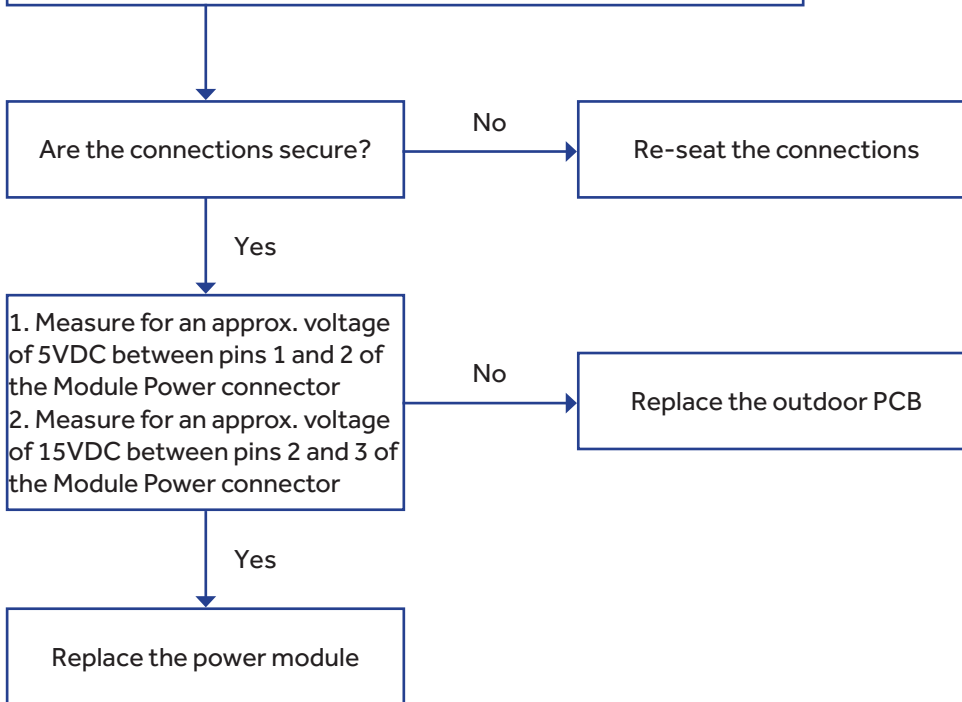 Are the connections secure?
No
Re-seat the connections
Yes
1. Measure for an approx. voltage
of 5VDC between pins 1 and 2 of
the Module Power connector
2. Measure for an approx. voltage
of 15VDC between pins 2 and 3 of
the Module Power connector
No
Replace the outdoor PCB
Yes
Replace the power module